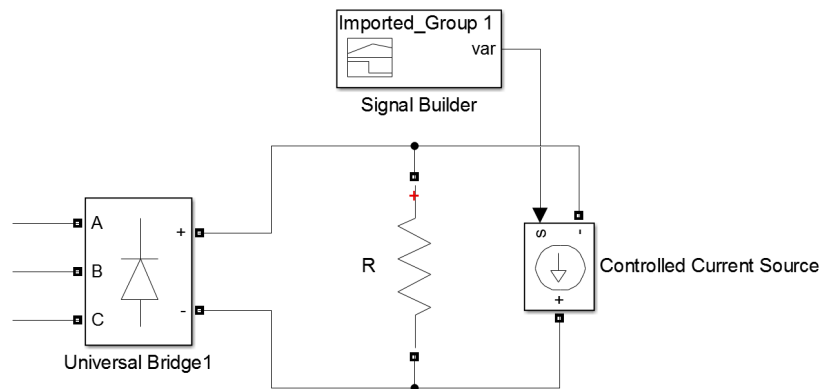 Imported_Group 1
var
Signal Builder
A
B
C
+
-
Universal Bridge1
+
R
s
-
+
Controlled Current Source